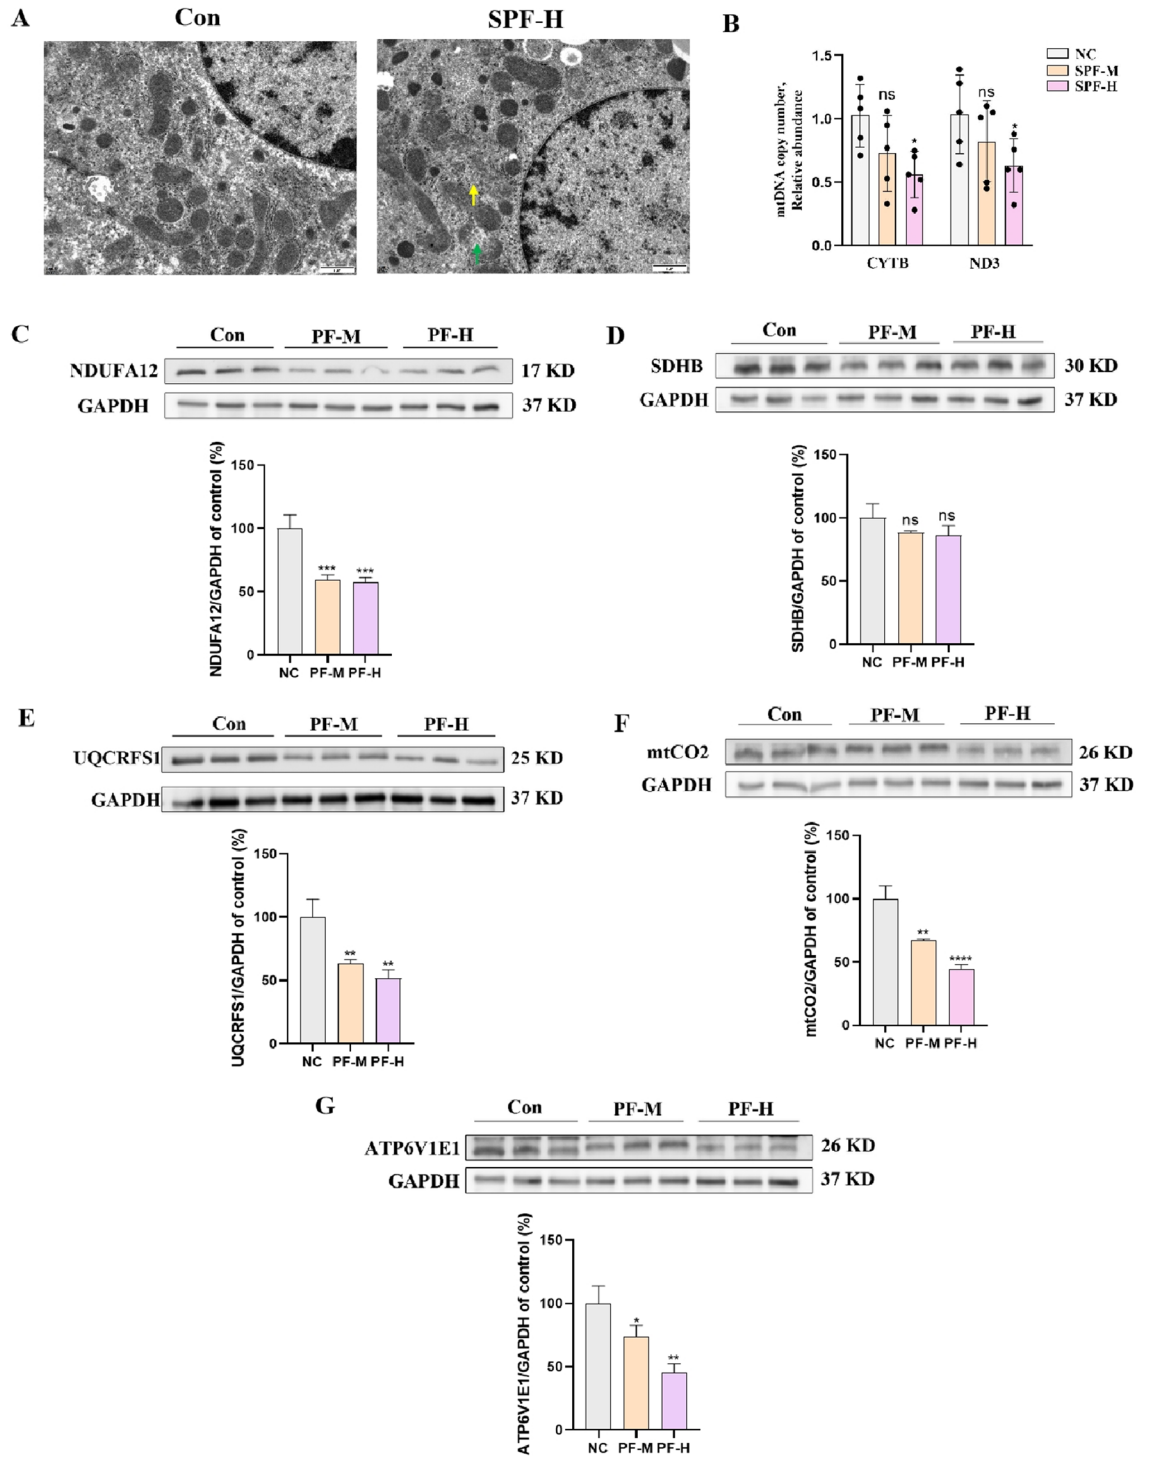 A
Con
SPF-H
B
mtDNA copy number,
Relative abundance
1.5
1.0
0.5
0.0
ns
*
ns
*
CYTB
ND3
NC
SPF-M
SPF-H
C
Con
PF-M
PF-H
NDUFA12
17 KD
GAPDH
37 KD
NDUFA12/GAPDH of control (%)
150
100
50
0
***
***
NC
PF-M
PF-H
D
Con
PF-M
PF-H
SDHB
30 KD
GAPDH
37 KD
SDHB/GAPDH of control (%)
150
100
50
0
ns
ns
NC
PF-M
PF-H
E
Con
PF-M
PF-H
UQCRFS1
25 KD
GAPDH
37 KD
UQCRFS1/GAPDH of control (%)
150
100
50
0
**
**
NC
PF-M
PF-H
F
Con
PF-M
PF-H
mtCO2
26 KD
GAPDH
37 KD
mtCO2/GAPDH of control (%)
150
100
50
0
**
****
NC
PF-M
PF-H
G
Con
PF-M
PF-H
ATP6V1E1
26 KD
GAPDH
37 KD
ATP6V1E1/GAPDH of control (%)
150
100
50
0
*
**
NC
PF-M
PF-H